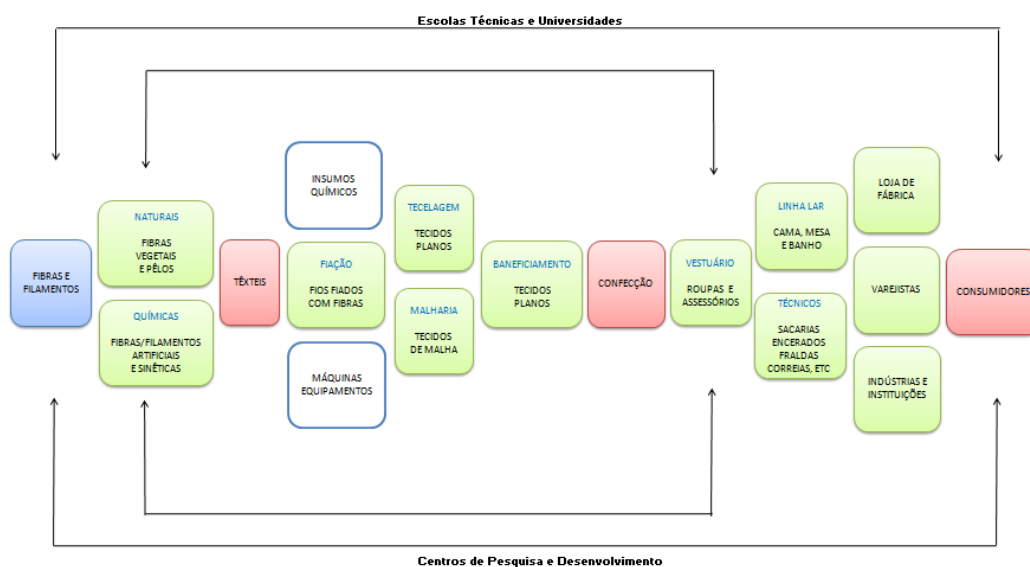 Escolas Técnicas e Universidades
FIBRAS E
FILAMENTOS
NATURAIS
FIBRAS
VEGETAIS
E PÊLOS
QUÍMICAS
FIBRAS/FILAMENTOS
ARTIFICIAIS
E SINÊTICAS
TÊXTEIS
INSUMOS
QUÍMICOS
FIAÇÃO
FIOS FIADOS
COM FIBRAS
MÁQUINAS
EQUIPAMENTOS
TECELAGEM
TECIDOS
PLANOS
MALHARIA
TECIDOS
DE MALHA
BANEFICIAMENTO
TECIDOS
PLANOS
CONFECÇÃO
VESTUÁRIO
ROUPAS E
ASSESSÓRIOS
LINHA LAR
CAMA, MESA
E BANHO
TÉCNICOS
SACARIAS
ENCERADOS
FRALDAS
CORREIAS, ETC
LOJA DE
FÁBRICA
VAREJISTAS
INDÚSTRIAS E
INSTITUIÇÕES
CONSUMIDORES
Centros de Pesquisa e Desenvolvimento